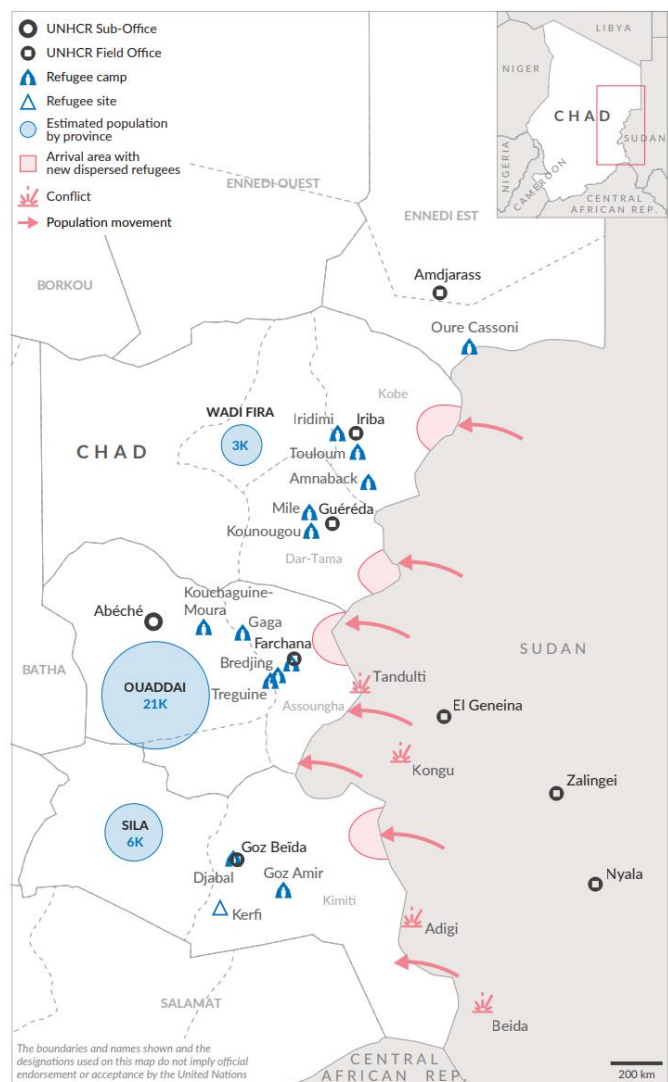 UNHCR Sub-Office
UNHCR Field Office
Refugee camp
Refugee site
Estimated population
by province
Arrival area with
new dispersed refugees
Conflict
Population movement
LIBYA
NIGER
CHAD
SUDAN
NIGERIA
CAMEROON
CENTRAL
AFRICAN REP.
ENNEDI OUEST
ENNEDI EST
BORKOU
Amdjarass
Oure Cassoni
Kobe
WADI FIRA
3K
Iridimi
Iriba
CHAD
Touloum
Amnaback
Mile
Guéréda
Kounougou
Dar-Tama
Kouchaguine-
Moura
Abéché
Gaga
Farchana
SUDAN
BATHA
Bredjing
Tandulti
OUADDAI
21K
Treguine
Assoungha
El Geneina
Kongu
Zalingei
SILA
6K
Goz Beïda
Djabal
Goz Amir
Nyala
Kerfi
Kimiti
Adigi
SALAMAT
Beida
The boundaries and names shown and the
designations used on this map do not imply official
endorsement or acceptance by the United Nations
CENTRAL
AFRICAN REP.
200 km